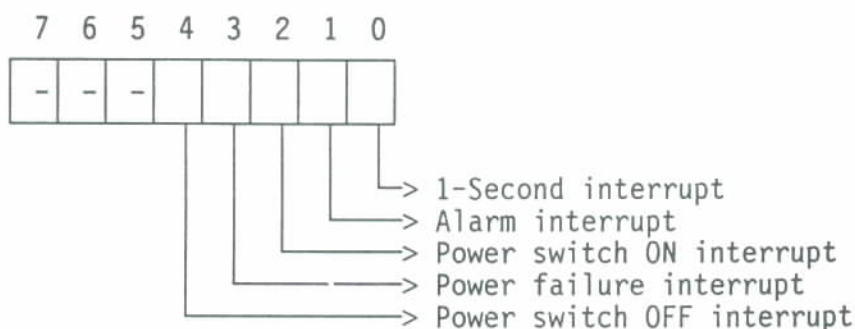 7 6 5 4 3 2 1 0
- - -
1-Second interrupt
Alarm interrupt
Power switch ON interrupt
Power failure interrupt
Power switch OFF interrupt